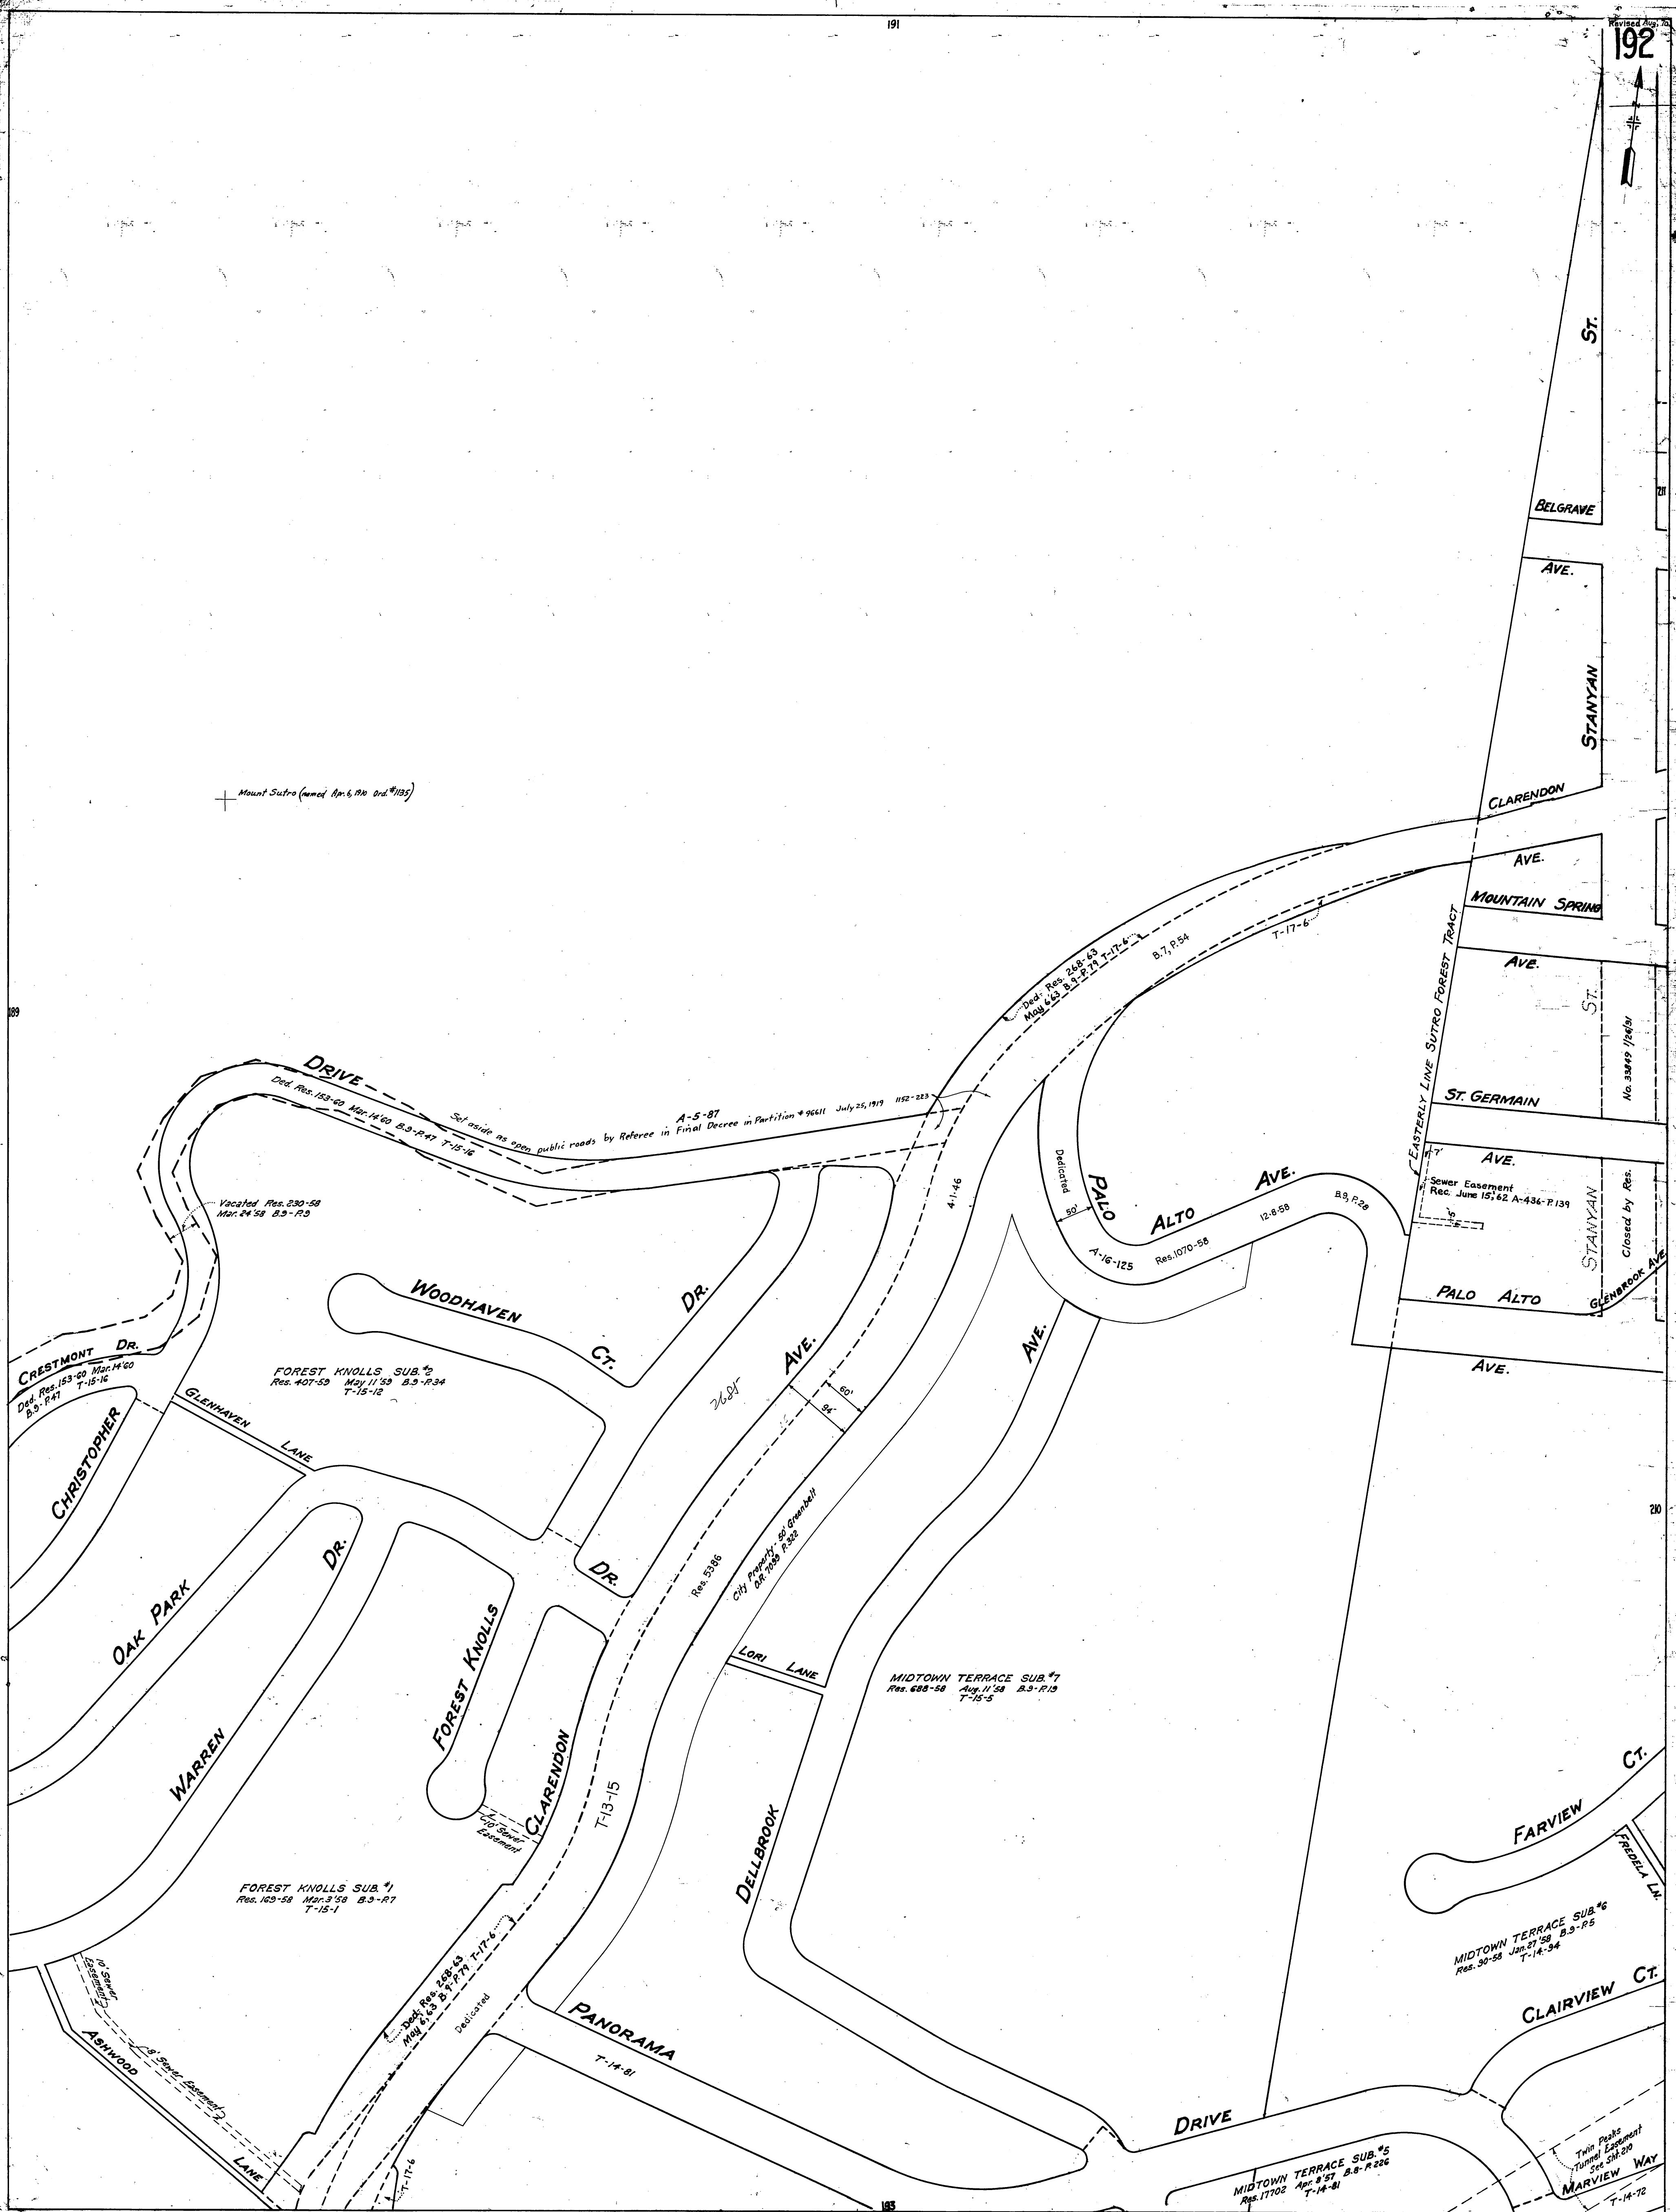 191
Revised Aug. 70
192
ST.
211
BELGRAVE
AVE.
STANYAN
Mount Sutro (named Apr. 6, 1910 Ord. #1135)
CLARENDON
AVE.
MOUNTAIN SPRING
AVE.
EASTERLY LINE SUTRO FOREST TRACT
Ded. Res. 268-63
May 6,63 B.9-P.79 T-17-6
B.7, P.54
T-17-6
189
ST.
No. 33849 1/26/31
ST. GERMAIN
AVE.
7'
Sewer Easement
Rec. June 15,'62 A-436-P.139
5'
STANYAN
Closed by Res.
PALO ALTO
GLENBROOK AVE.
AVE.
DRIVE
Ded. Res. 153-60 Mar. 14'60 B.9-P.47 T-15-16
A-5-87
Set aside as open public roads by Referee in Final Decree in Partition #96611 July 25, 1919 1152-223
Vacated Res. 230-58
Mar. 24'58 B.9-P.9
4-1-46
Dedicated
50'
PALO
ALTO
AVE.
A-16-125
Res. 1070-58
12-8-58
B.9, P.28
WOODHAVEN
CT.
DR.
AVE.
AVE.
CRESTMONT DR.
Ded. Res. 153-60 Mar. 14'60
B.9-P.47 T-15-16
FOREST KNOLLS SUB. #2
Res. 407-59 May 11'59 B.9-P.34
T-15-12
2685
60'
94'
GLENHAVEN
LANE
CHRISTOPHER
210
DR.
DR.
Res. 5386
City Property - 50' Greenbelt
O.R. 7039 P.322
OAK PARK
FOREST KNOLLS
LORI LANE
MIDTOWN TERRACE SUB. #7
Res. 688-58 Aug. 11'58 B.9-P.19
T-15-5
WARREN
CLARENDON
T-13-15
10' Sewer
Easement
DELLBROOK
CT.
FARVIEW
FREDELA LN.
FOREST KNOLLS SUB. #1
Res. 169-58 Mar. 3'58 B.9-P.7
T-15-1
MIDTOWN TERRACE SUB. #6
Res. 90-58 Jan. 27'58 B.9-P.5
T-14-94
10' Sewer
Easement
Ded. Res. 268-63
May 6,63 B.9-P.79 T-17-6
Dedicated
CLAIRVIEW CT.
PANORAMA
T-14-81
ASHWOOD
8' Sewer Easement
LANE
DRIVE
T-17-6
MIDTOWN TERRACE SUB. #5
Res. 17702 Apr. 8'57 B.8-P.226
T-14-81
Twin Peaks
Tunnel Easement
See Sht. 210
MARVIEW WAY
T-14-72
183